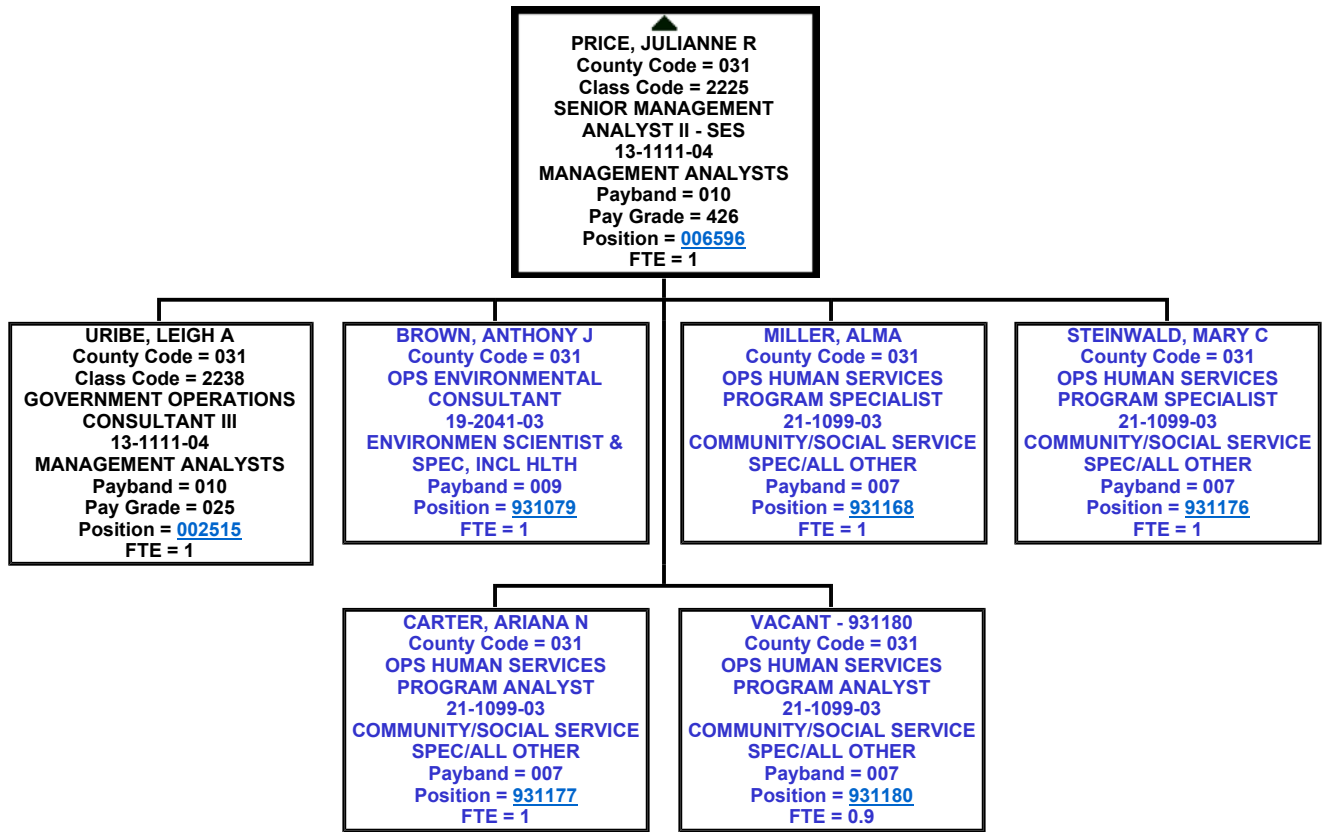 PRICE, JULIANNE R
County Code = 031
Class Code = 2225
SENIOR MANAGEMENT
ANALYST II - SES
13-1111-04
MANAGEMENT ANALYSTS
Payband = 010
Pay Grade = 426
Position = 006596
FTE = 1
URIBE, LEIGH A
County Code = 031
Class Code = 2238
GOVERNMENT OPERATIONS
CONSULTANT III
13-1111-04
MANAGEMENT ANALYSTS
Payband = 010
Pay Grade = 025
Position = 002515
FTE = 1
BROWN, ANTHONY J
County Code = 031
OPS ENVIRONMENTAL
CONSULTANT
19-2041-03
ENVIRONMEN SCIENTIST &
SPEC, INCL HLTH
Payband = 009
Position = 931079
FTE = 1
MILLER, ALMA
County Code = 031
OPS HUMAN SERVICES
PROGRAM SPECIALIST
21-1099-03
COMMUNITY/SOCIAL SERVICE
SPEC/ALL OTHER
Payband = 007
Position = 931168
FTE = 1
STEINWALD, MARY C
County Code = 031
OPS HUMAN SERVICES
PROGRAM SPECIALIST
21-1099-03
COMMUNITY/SOCIAL SERVICE
SPEC/ALL OTHER
Payband = 007
Position = 931176
FTE = 1
CARTER, ARIANA N
County Code = 031
OPS HUMAN SERVICES
PROGRAM ANALYST
21-1099-03
COMMUNITY/SOCIAL SERVICE
SPEC/ALL OTHER
Payband = 007
Position = 931177
FTE = 1
VACANT - 931180
County Code = 031
OPS HUMAN SERVICES
PROGRAM ANALYST
21-1099-03
COMMUNITY/SOCIAL SERVICE
SPEC/ALL OTHER
Payband = 007
Position = 931180
FTE = 0.9